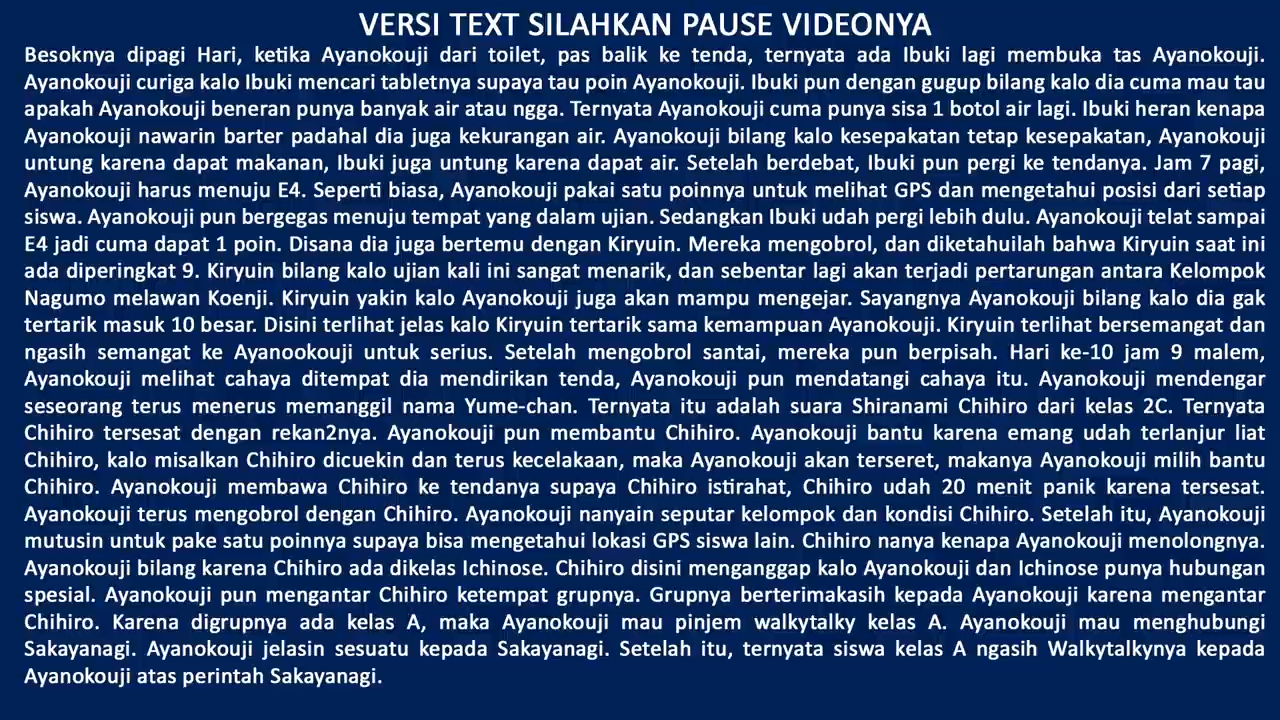 VERSI TEXT SILAHKAN PAUSE VIDEONYA
Besoknya dipagi Hari, ketika Ayanokouji dari toilet, pas balik ke tenda, ternyata ada Ibuki lagi membuka tas Ayanokouji.
Ayanokouji curiga kalo Ibuki mencari tabletnya supaya tau poin Ayanokouji. Ibuki pun dengan gugup bilang kalo dia cuma mau tau
apakah Ayanokouji beneran punya banyak air atau ngga. Ternyata Ayanokouji cuma punya sisa 1 botol air lagi. Ibuki heran kenapa
Ayanokouji nawarin barter padahal dia juga kekurangan air. Ayanokouji bilang kalo kesepakatan tetap kesepakatan, Ayanokouji
untung karena dapat makanan, Ibuki juga untung karena dapat air. Setelah berdebat, Ibuki pun pergi ke tendanya. Jam 7 pagi,
Ayanokouji harus menuju E4. Seperti biasa, Ayanokouji pakai satu poinnya untuk melihat GPS dan mengetahui posisi dari setiap
siswa. Ayanokouji pun bergegas menuju tempat yang dalam ujian. Sedangkan Ibuki udah pergi lebih dulu. Ayanokouji telat sampai
E4 jadi cuma dapat 1 poin. Disana dia juga bertemu dengan Kiryuin. Mereka mengobrol, dan diketahuilah bahwa Kiryuin saat ini
ada diperingkat 9. Kiryuin bilang kalo ujian kali ini sangat menarik, dan sebentar lagi akan terjadi pertarungan antara Kelompok
Nagumo melawan Koenji. Kiryuin yakin kalo Ayanokouji juga akan mampu mengejar. Sayangnya Ayanokouji bilang kalo dia gak
tertarik masuk 10 besar. Disini terlihat jelas kalo Kiryuin tertarik sama kemampuan Ayanokouji. Kiryuin terlihat bersemangat dan
ngasih semangat ke Ayanookouji untuk serius. Setelah mengobrol santai, mereka pun berpisah. Hari ke-10 jam 9 malem,
Ayanokouji melihat cahaya ditempat dia mendirikan tenda, Ayanokouji pun mendatangi cahaya itu. Ayanokouji mendengar
seseorang terus menerus memanggil nama Yume-chan. Ternyata itu adalah suara Shiranami Chihiro dari kelas 2C. Ternyata
Chihiro tersesat dengan rekan2nya. Ayanokouji pun membantu Chihiro. Ayanokouji bantu karena emang udah terlanjur liat
Chihiro, kalo misalkan Chihiro dicuekin dan terus kecelakaan, maka Ayanokouji akan terseret, makanya Ayanokouji milih bantu
Chihiro. Ayanokouji membawa Chihiro ke tendanya supaya Chihiro istirahat, Chihiro udah 20 menit panik karena tersesat.
Ayanokouji terus mengobrol dengan Chihiro. Ayanokouji nanyain seputar kelompok dan kondisi Chihiro. Setelah itu, Ayanokouji
mutusin untuk pake satu poinnya supaya bisa mengetahui lokasi GPS siswa lain. Chihiro nanya kenapa Ayanokouji menolongnya.
Ayanokouji bilang karena Chihiro ada dikelas Ichinose. Chihiro disini menganggap kalo Ayanokouji dan Ichinose punya hubungan
spesial. Ayanokouji pun mengantar Chihiro ketempat grupnya. Grupnya berterimakasih kepada Ayanokouji karena mengantar
Chihiro. Karena digrupnya ada kelas A, maka Ayanokouji mau pinjem walkytalky kelas A. Ayanokouji mau menghubungi
Sakayanagi. Ayanokouji jelasin sesuatu kepada Sakayanagi. Setelah itu, ternyata siswa kelas A ngasih Walkytalkynya kepada
Ayanokouji atas perintah Sakayanagi.